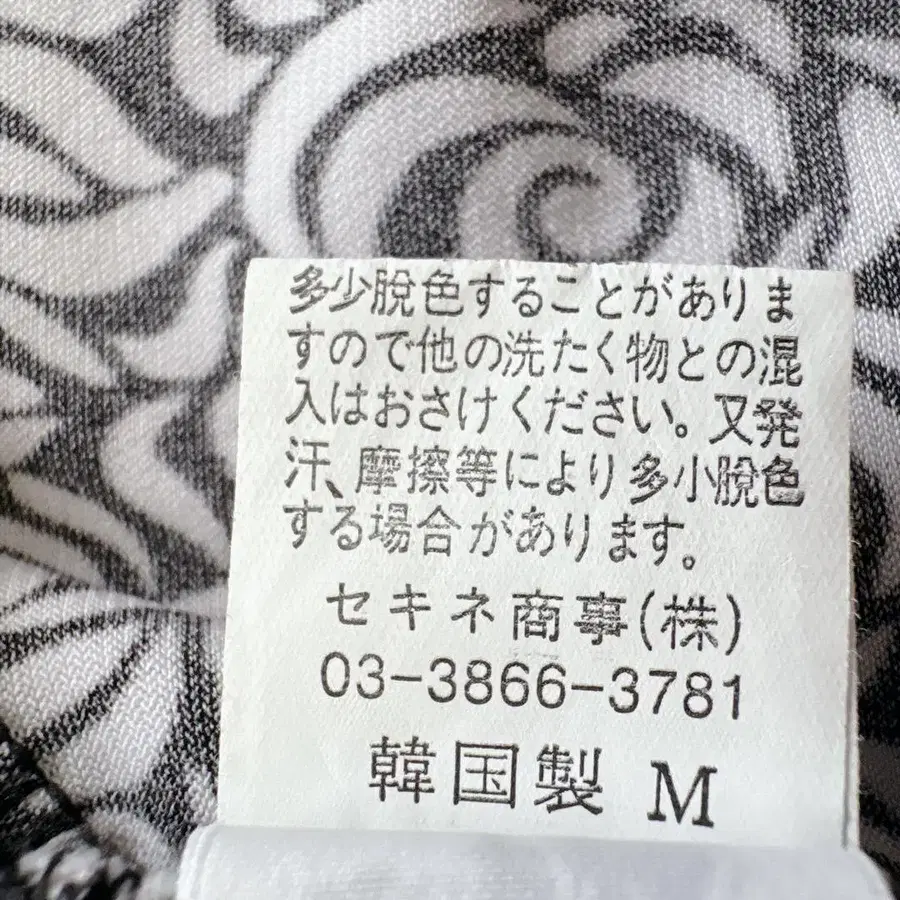 多少脱色することがありま
すので他の洗たく物との混
入はおさけください。又発
汗、摩擦等により多小脱色
する場合があります。
セキネ商事(株)
03-3866-3781
韓国製 M